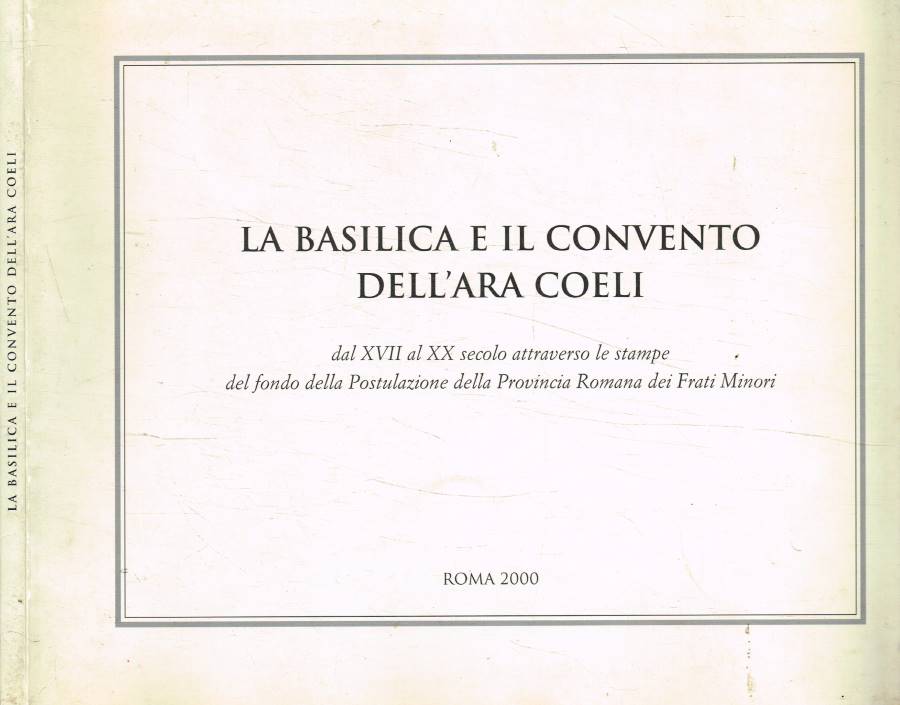 LA BASILICA E IL CONVENTO DELL'ARA COELI
LA BASILICA E IL CONVENTO
DELL'ARA COELI
dal XVII al XX secolo attraverso le stampe
del fondo della Postulazione della Provincia Romana dei Frati Minori
ROMA 2000